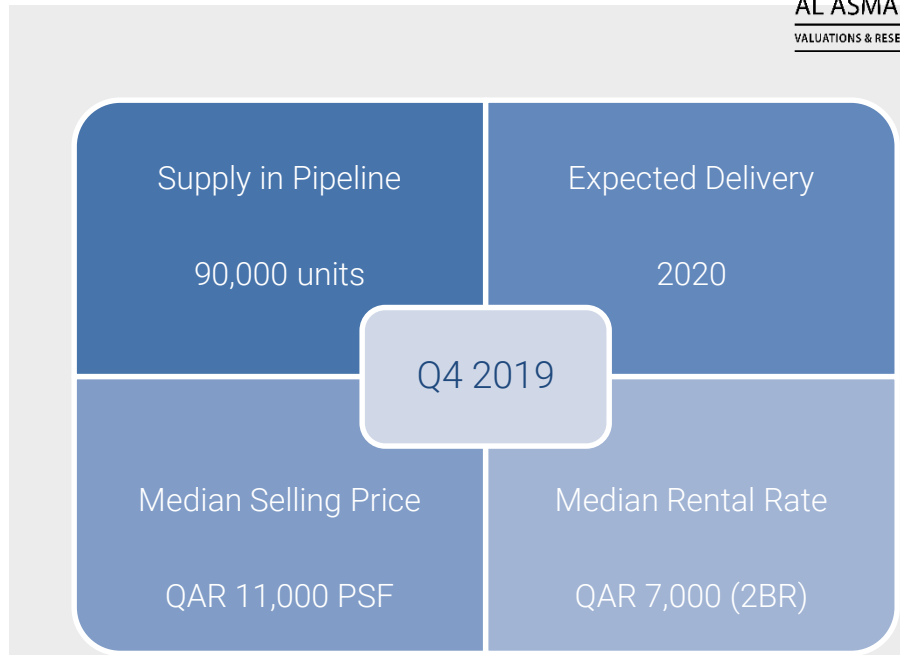 AL ASMA
VALUATIONS & RESE
Supply in Pipeline
90,000 units
Expected Delivery
2020
Q4 2019
Median Selling Price
QAR 11,000 PSF
Median Rental Rate
QAR 7,000 (2BR)